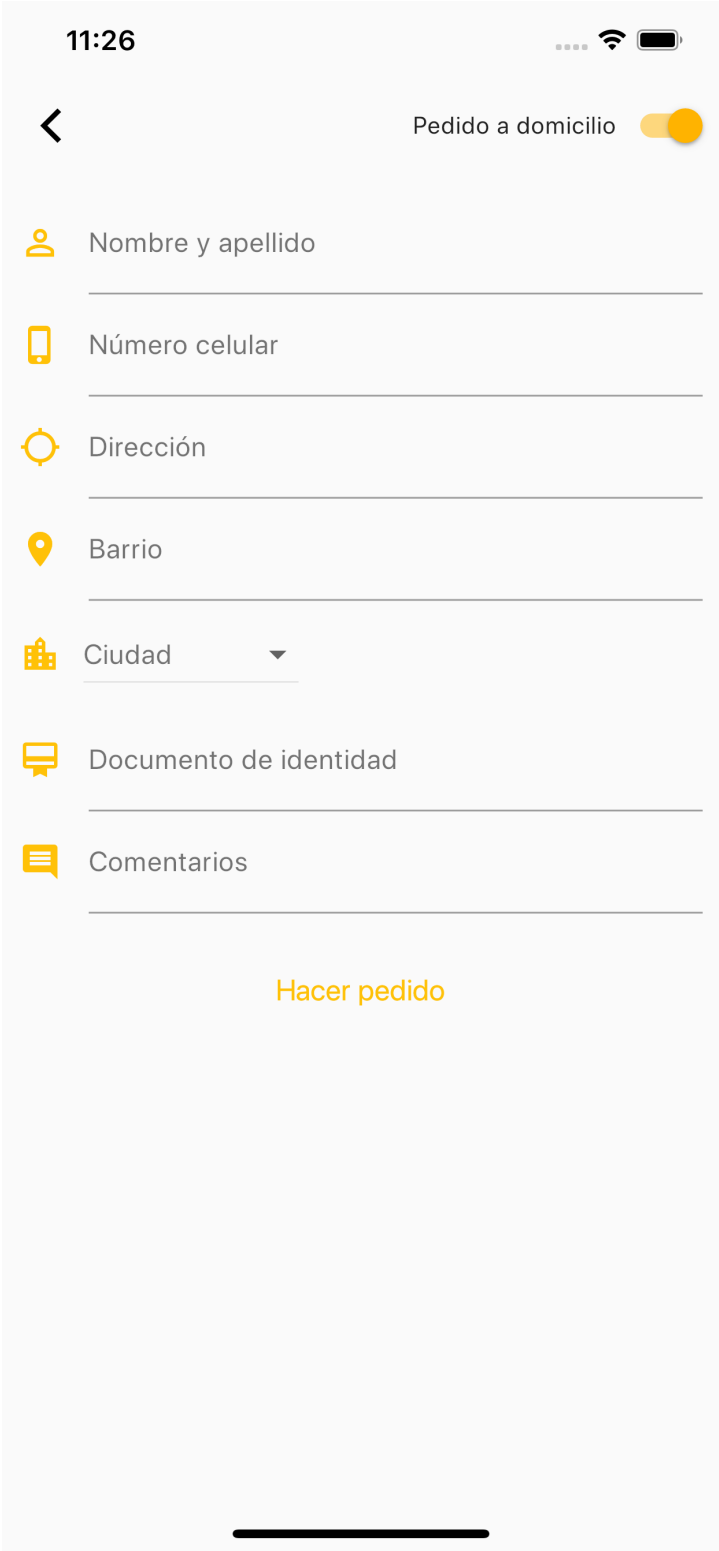 11:26
Pedido a domicilio
Nombre y apellido
Número celular
Dirección
Barrio
Ciudad
Documento de identidad
Comentarios
Hacer pedido